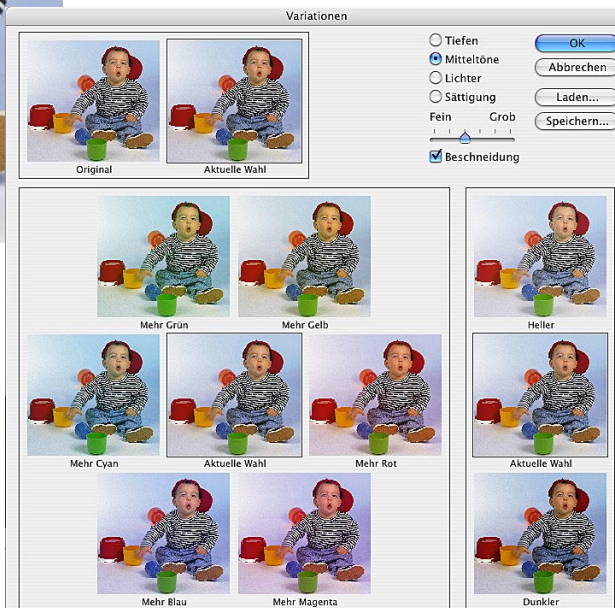 Variationen
Original
Aktuelle Wahl
Tiefen
Mitteltöne
Lichter
Sättigung
Fein Grob
Beschneidung
OK
Abbrechen
Laden...
Speichern...
Mehr Grün
Mehr Gelb
Mehr Cyan
Aktuelle Wahl
Mehr Rot
Mehr Blau
Mehr Magenta
Heller
Aktuelle Wahl
Dunkler